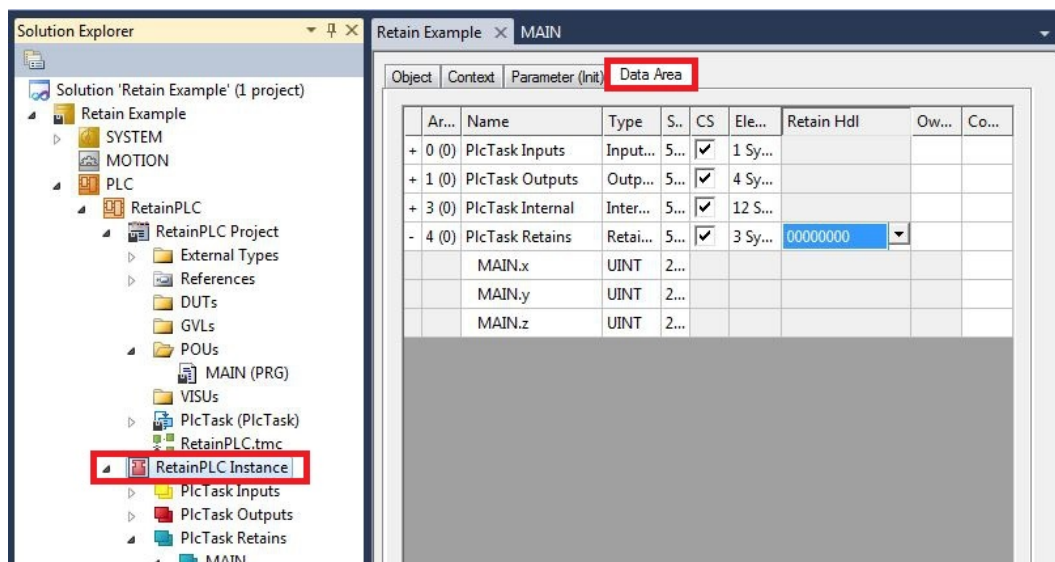 Solution Explorer
Solution 'Retain Example' (1 project)
Retain Example
SYSTEM
MOTION
PLC
RetainPLC
RetainPLC Project
External Types
References
DUTs
GVLs
POUs
MAIN (PRG)
VISUs
PlcTask (PlcTask)
RetainPLC.tmc
RetainPLC Instance
PlcTask Inputs
PlcTask Outputs
PlcTask Retains
MAIN
Retain Example MAIN
Object Context Parameter (Init) Data Area
Ar... Name Type S.. CS Ele... Retain Hdl Ow... Co...
+ 0 (0) PlcTask Inputs Input... 5... 1 Sy...
+ 1 (0) PlcTask Outputs Outp... 5... 4 Sy...
+ 3 (0) PlcTask Internal Inter... 5... 12 S...
- 4 (0) PlcTask Retains Retai... 5... 3 Sy... 00000000
MAIN.x UINT 2...
MAIN.y UINT 2...
MAIN.z UINT 2...